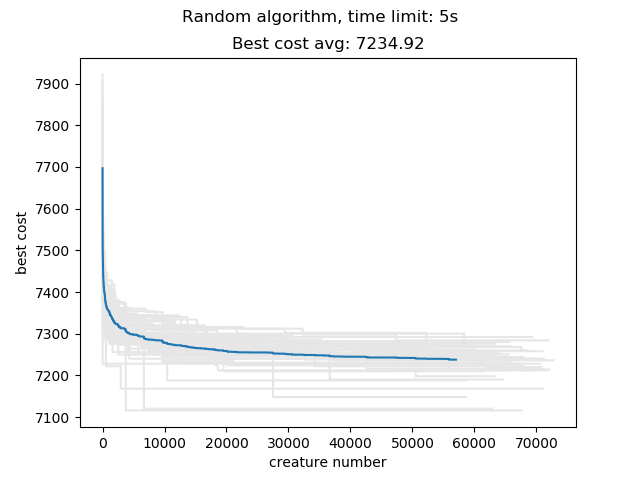 Random algorithm, time limit: 5s
Best cost avg: 7234.92
7900
7800
7700
7600
7500
7400
7300
7200
7100
best cost
0 10000 20000 30000 40000 50000 60000 70000
creature number